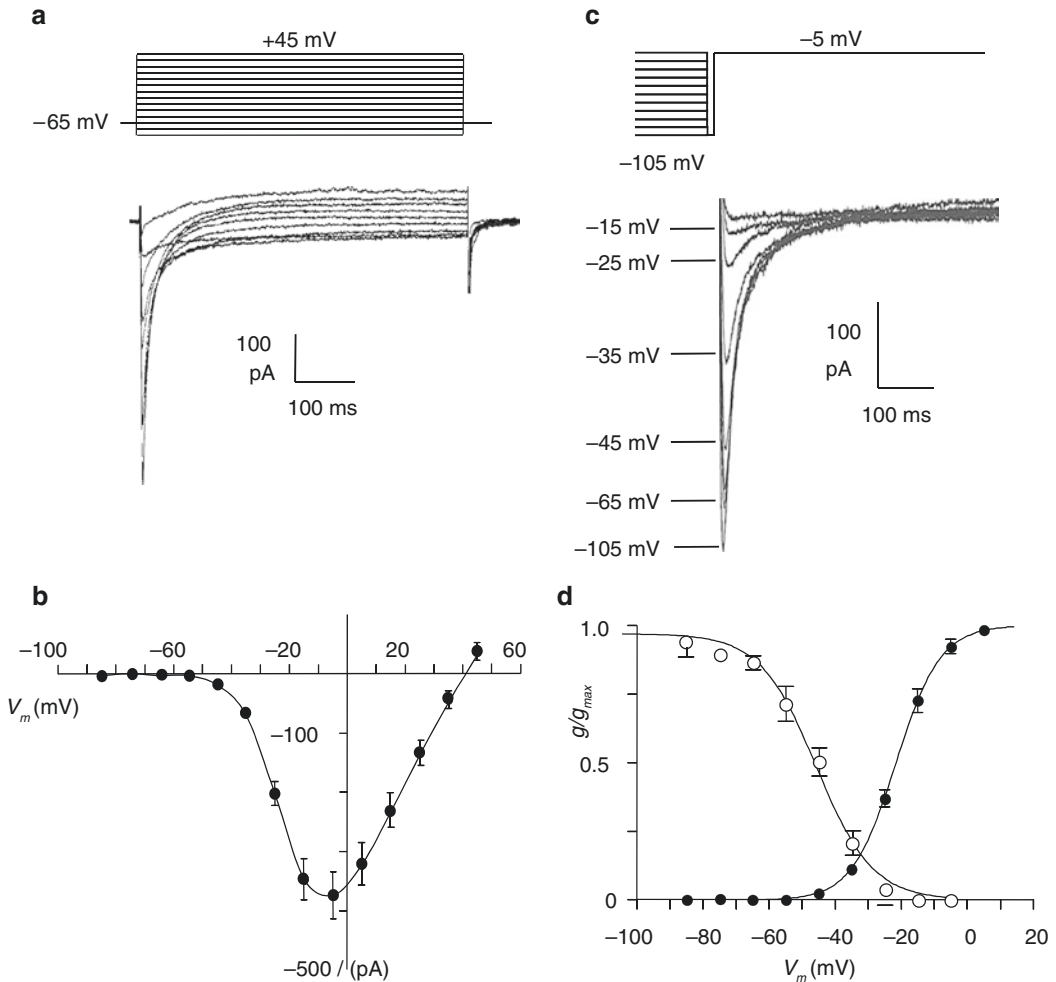 a
+45 mV
−65 mV
100
pA
100 ms
b
−100
−60
−20
20
60
V_m (mV)
−100
−500 / (pA)
c
−5 mV
−105 mV
−15 mV
−25 mV
−35 mV
−45 mV
−65 mV
−105 mV
100
pA
100 ms
d
1.0
0.5
0
g/g_max
−100
−80
−60
−40
−20
0
20
V_m (mV)